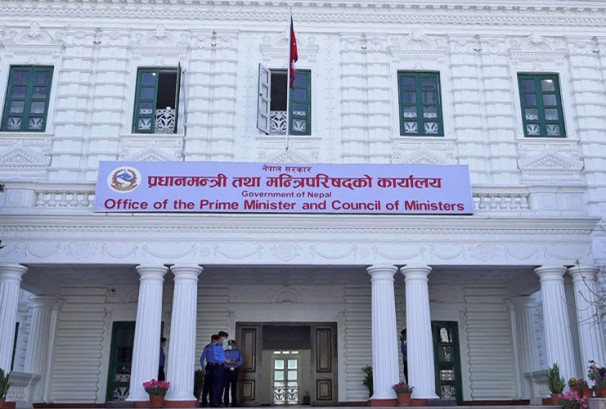 नेपाल सरकार
प्रधानमन्त्री तथा मन्त्रिपरिषद्को कार्यालय
Government of Nepal
Office of the Prime Minister and Council of Ministers